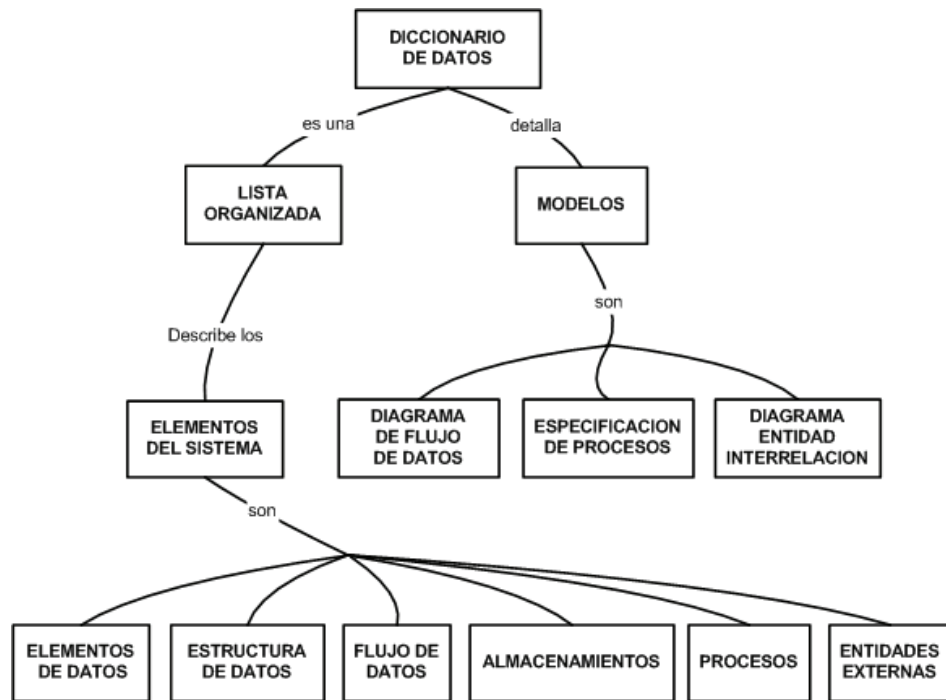 DICCIONARIO
DE DATOS
es una
detalla
LISTA
ORGANIZADA
MODELOS
Describe los
son
ELEMENTOS
DEL SISTEMA
DIAGRAMA
DE FLUJO
DE DATOS
ESPECIFICACION
DE PROCESOS
DIAGRAMA
ENTIDAD
INTERRELACION
son
ELEMENTOS
DE DATOS
ESTRUCTURA
DE DATOS
FLUJO DE
DATOS
ALMACENAMIENTOS
PROCESOS
ENTIDADES
EXTERNAS